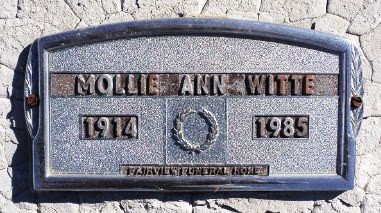 MOLLIE ANN WITTE
1914 1985
FAIRVIEW FUNERAL HOME